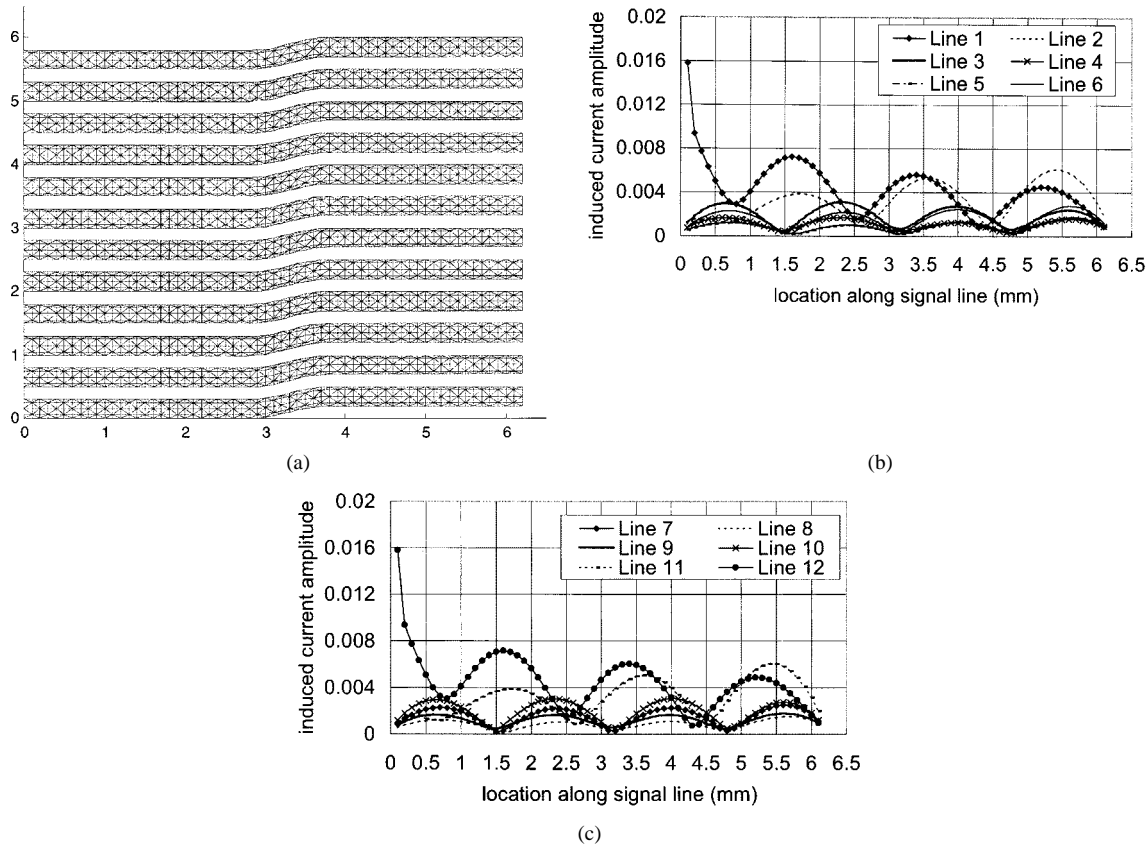 6
5
4
3
2
1
0
0 1 2 3 4 5 6
(a)
induced current amplitude
0.02
0.016
0.012
0.008
0.004
0
Line 1 Line 2
Line 3 Line 4
Line 5 Line 6
0 0.5 1 1.5 2 2.5 3 3.5 4 4.5 5 5.5 6 6.5
location along signal line (mm)
(b)
induced current amplitude
0.02
0.016
0.012
0.008
0.004
0
Line 7 Line 8
Line 9 Line 10
Line 11 Line 12
0 0.5 1 1.5 2 2.5 3 3.5 4 4.5 5 5.5 6 6.5
location along signal line (mm)
(c)